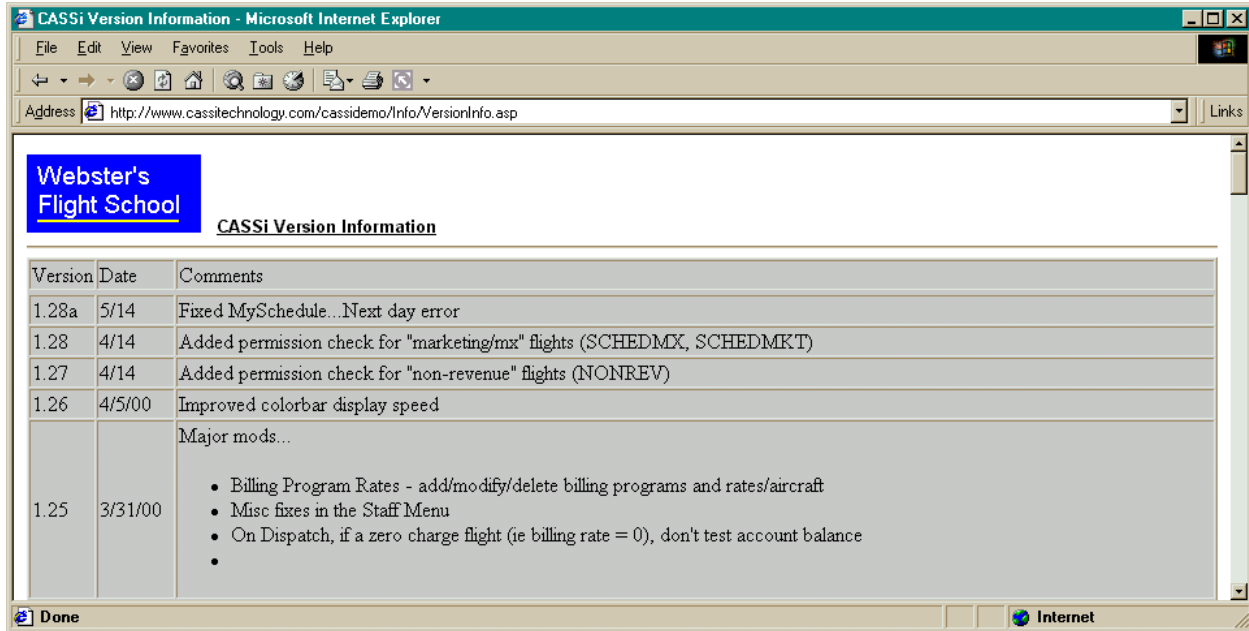 CASSi Version Information - Microsoft Internet Explorer
File Edit View Favorites Tools Help
Address http://www.cassitechnology.com/cassidemo/Info/VersionInfo.asp Links
Webster's
Flight School
CASSi Version Information
Version Date Comments
1.28a 5/14 Fixed MySchedule...Next day error
1.28 4/14 Added permission check for "marketing/mx" flights (SCHEDMX, SCHEDMKT)
1.27 4/14 Added permission check for "non-revenue" flights (NONREV)
1.26 4/5/00 Improved colorbar display speed
Major mods...
• Billing Program Rates - add/modify/delete billing programs and rates/aircraft
1.25 3/31/00 • Misc fixes in the Staff Menu
• On Dispatch, if a zero charge flight (ie billing rate = 0), don't test account balance
•
Done Internet